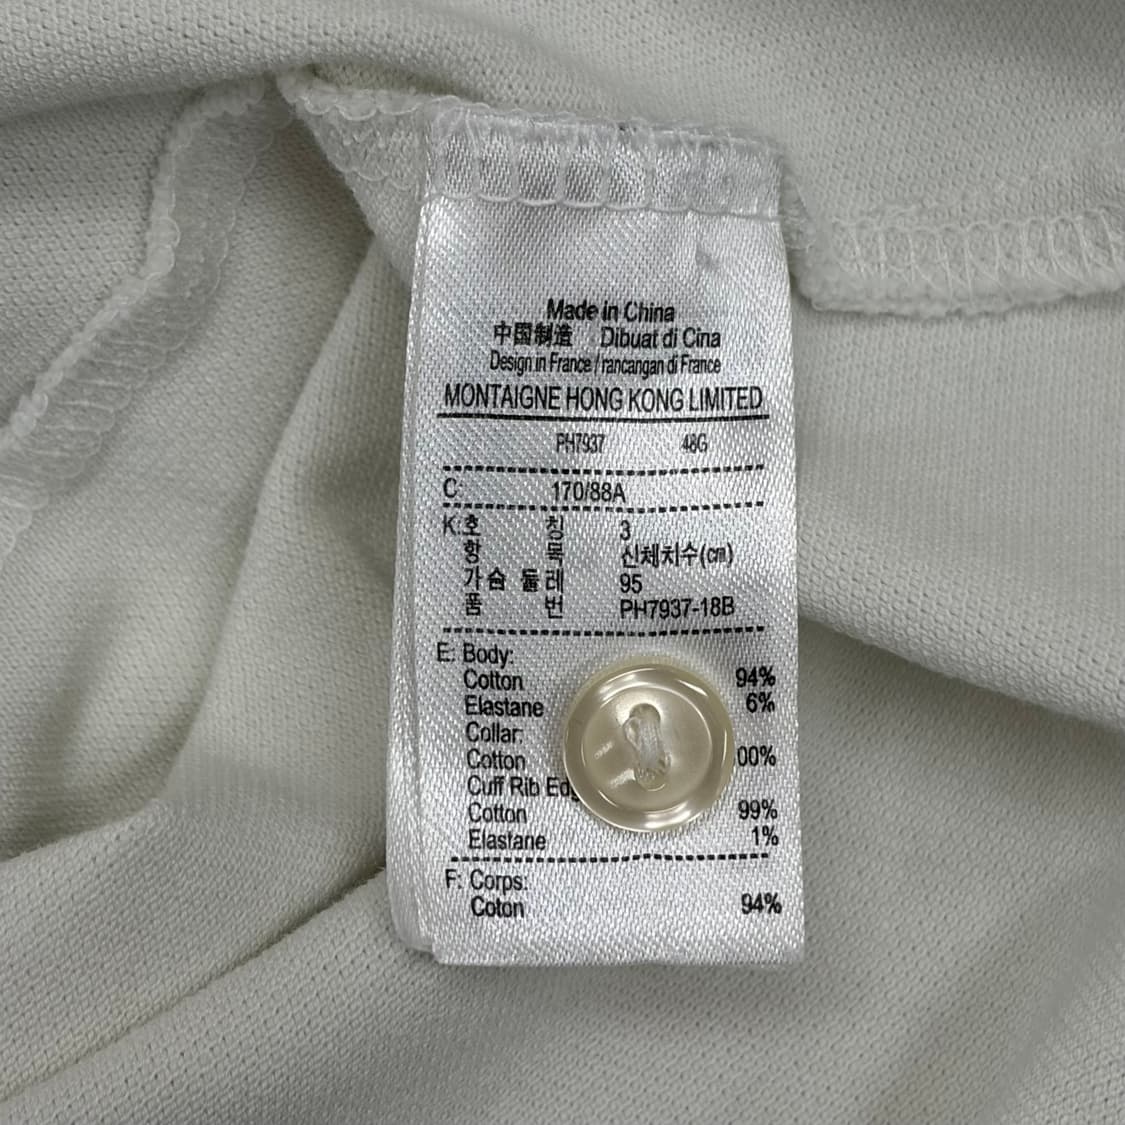 Made in China
中国制造 Dibuat di Cina
Design in France / rancangan di France
MONTAIGNE HONG KONG LIMITED
PH7937 48G
C: 170/88A
K:호 칭 3
항 목 신체치수(cm)
가슴 둘레 95
품 번 PH7937-18B
E: Body:
Cotton 94%
Elastane 6%
Collar:
Cotton 00%
Cuff Rib
Cotton 99%
Elastane 1%
F: Corps:
Coton 94%